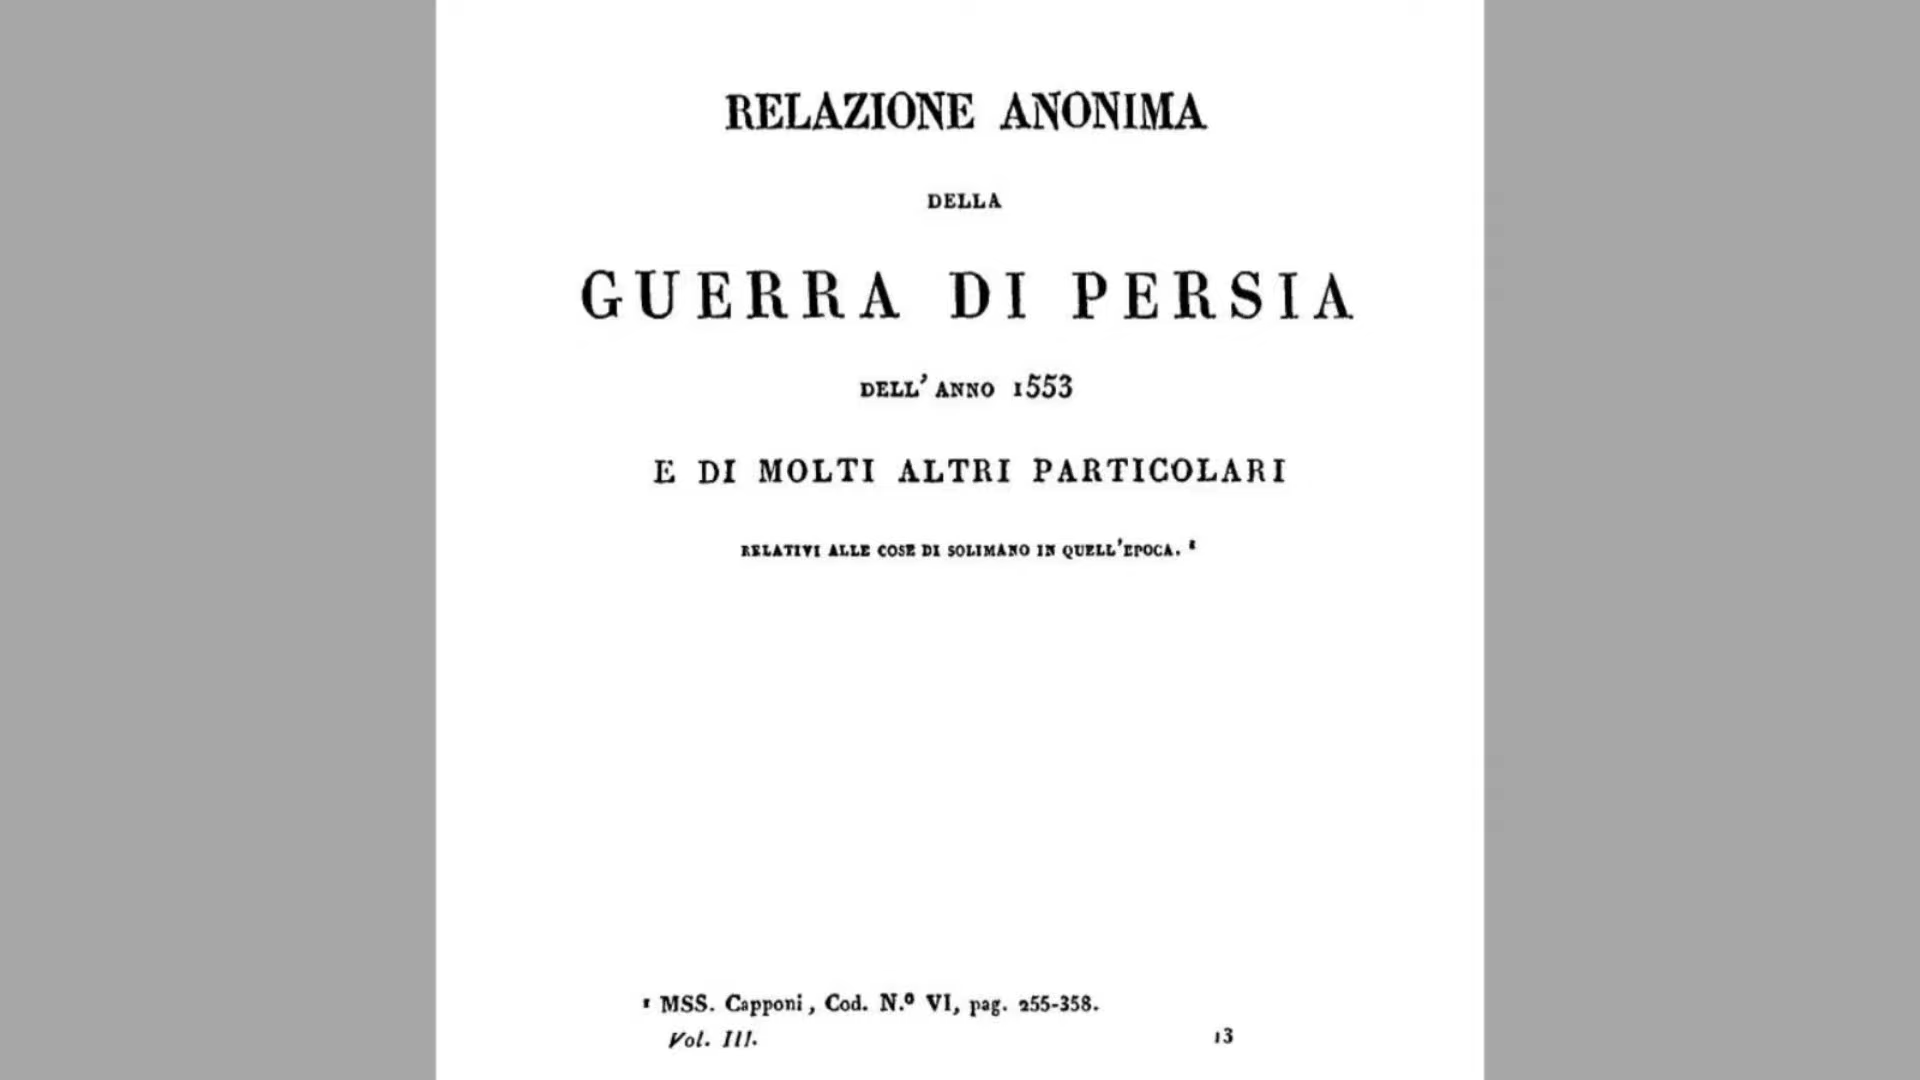 RELAZIONE ANONIMA
DELLA
GUERRA DI PERSIA
DELL' ANNO 1553
E DI MOLTI ALTRI PARTICOLARI
RELATIVI ALLE COSE DI SOLIMANO IN QUELL'EPOCA. ¹
¹ MSS. Capponi, Cod. N.º VI, pag. 255-358.
Vol. III. 13